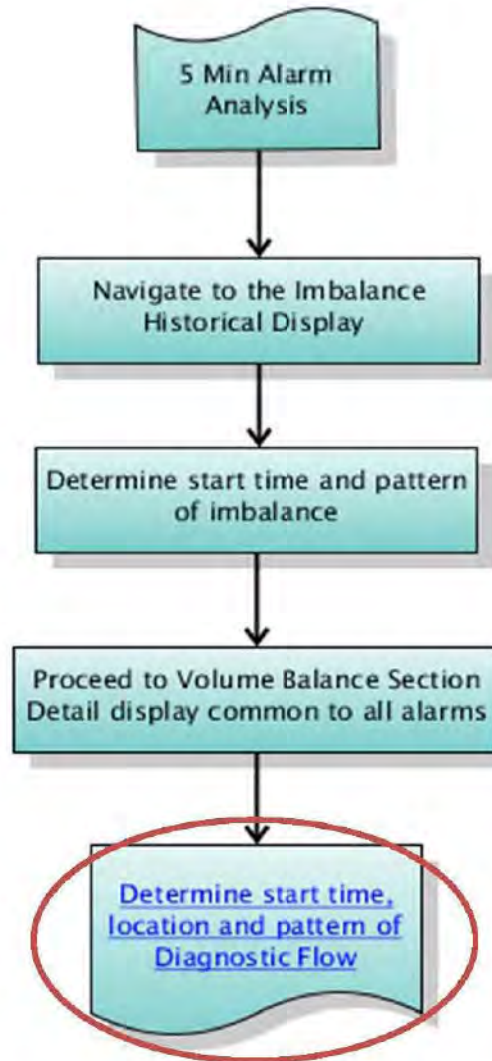 5 Min Alarm
Analysis
Navigate to the Imbalance
Historical Display
Determine start time and pattern
of imbalance
Proceed to Volume Balance Section
Detail display common to all alarms
Determine start time,
location and pattern of
Diagnostic Flow